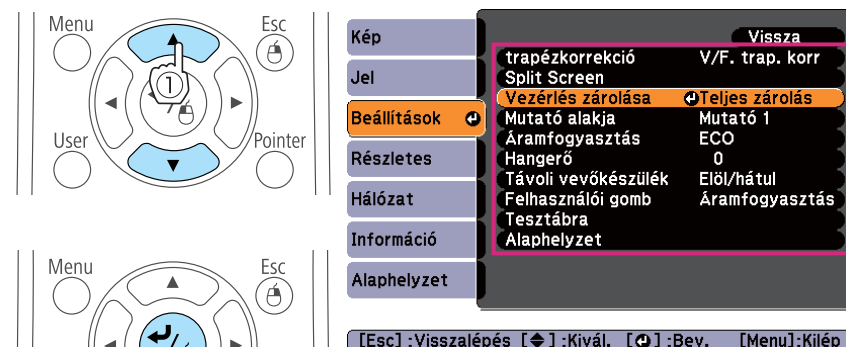 Menu
Esc
①
User
Pointer
Menu
Esc
Kép
Jel
Beállítások
Részletes
Hálózat
Információ
Alaphelyzet
Vissza
trapézkorrekció V/F. trap. korr
Split Screen
Vezérlés zárolása Teljes zárolás
Mutató alakja Mutató 1
Áramfogyasztás ECO
Hangerő 0
Távoli vevőkészülék Elöl/hátul
Felhasználói gomb Áramfogyasztás
Tesztábra
Alaphelyzet
[Esc] :Visszalépés [◆] :Kivál. [↵] :Bev. [Menu]:Kilép